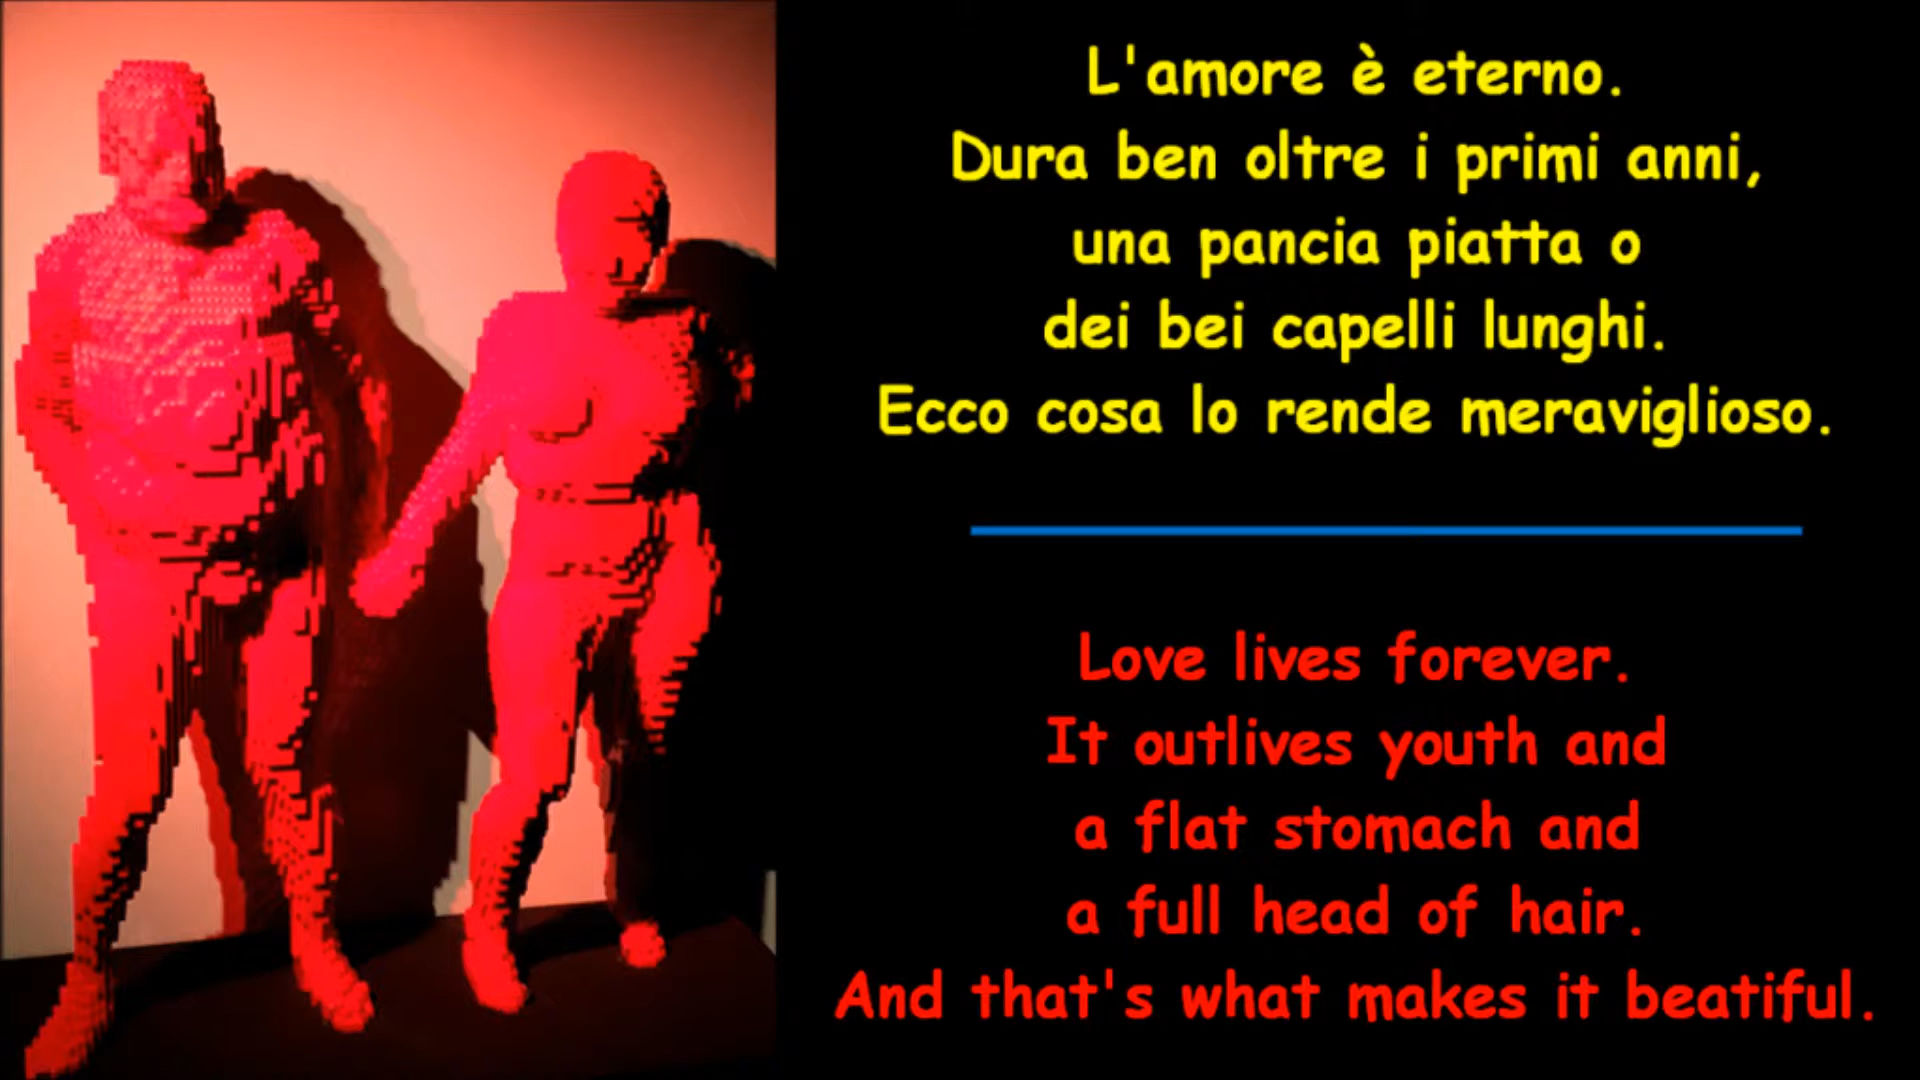 L'amore è eterno.
Dura ben oltre i primi anni,
una pancia piatta o
dei bei capelli lunghi.
Ecco cosa lo rende meraviglioso.
Love lives forever.
It outlives youth and
a flat stomach and
a full head of hair.
And that's what makes it beatiful.